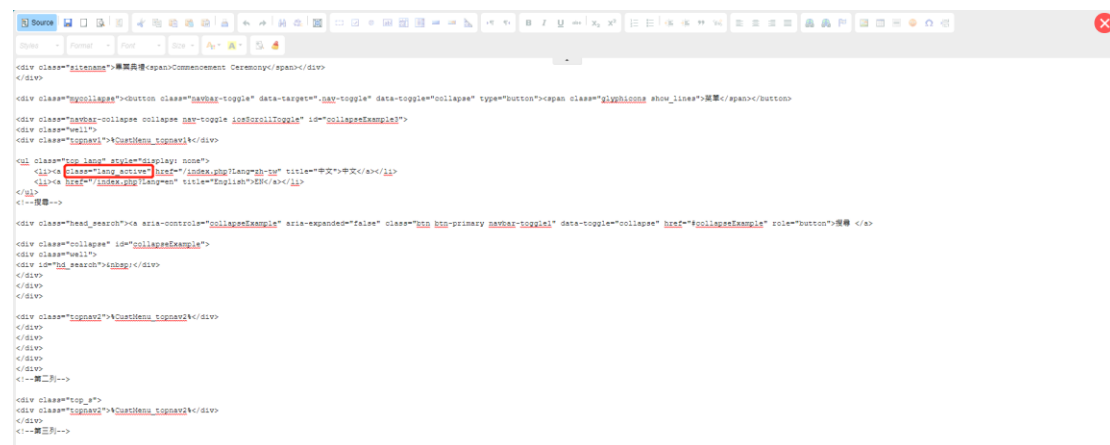 Source
Styles Format Font Size
<div class="sitename">畢業典禮<span>Commencement Ceremony</span></div>
</div>
<div class="mycollapse"><button class="navbar-toggle" data-target=".nav-toggle" data-toggle="collapse" type="button"><span class="glyphicons show_lines">菜單</span></button>
<div class="navbar-collapse collapse nav-toggle iosScrollToggle" id="collapseExample3">
<div class="well">
<div class="topnav1">%CustMenu_topnav1%</div>
<ul class="top_lang" style="display: none">
<li><a class="lang_active" href="/index.php?Lang=zh-tw" title="中文">中文</a></li>
<li><a href="/index.php?Lang=en" title="English">EN</a></li>
</ul>
<!--搜尋-->
<div class="head_search"><a aria-controls="collapseExample" aria-expanded="false" class="btn btn-primary navbar-toggle1" data-toggle="collapse" href="#collapseExample" role="button">搜尋 </a>
<div class="collapse" id="collapseExample">
<div class="well">
<div id="hd_search">&nbsp;</div>
</div>
</div>
</div>
<div class="topnav2">%CustMenu_topnav2%</div>
</div>
</div>
</div>
</div>
</div>
<!--第二列-->
<div class="top_s">
<div class="topnav2">%CustMenu_topnav2%</div>
</div>
<!--第三列-->